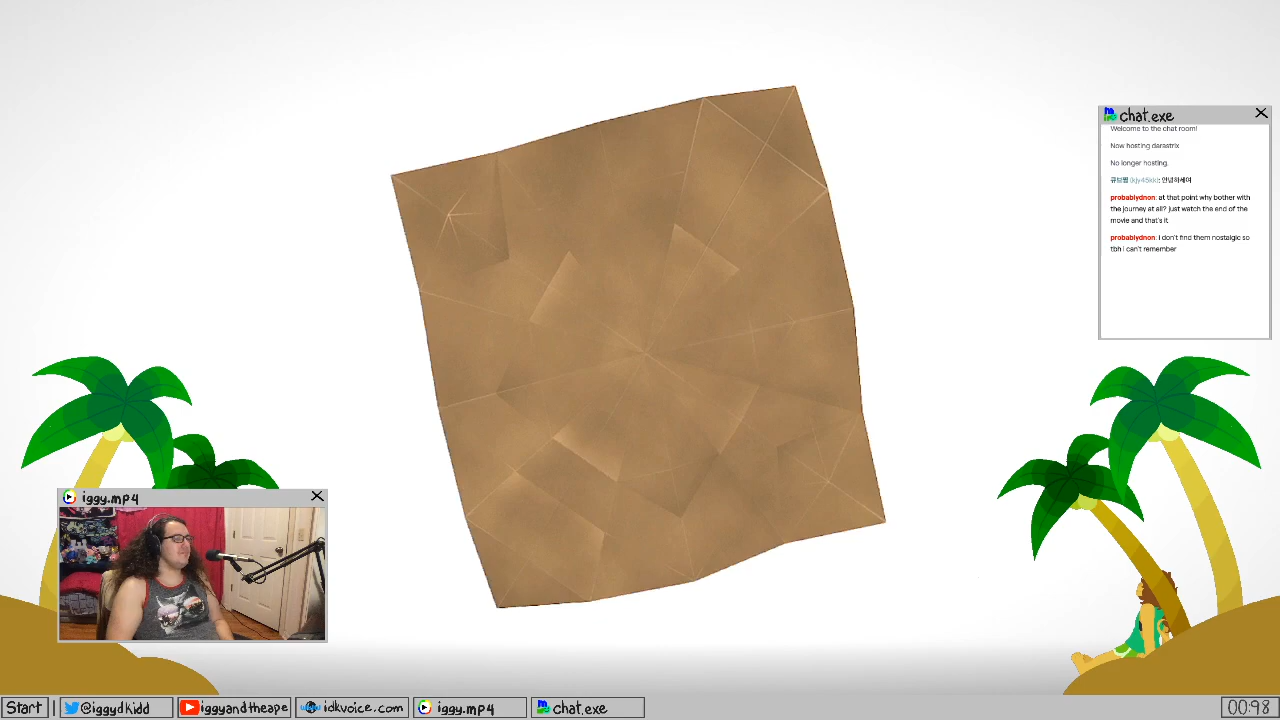 chat.exe
Welcome to the chat room!
Now hosting darastrix
No longer hosting.
큐브쩜 (kjy45kk): 안녕하세여
probablydnon: at that point why bother with
the journey at all? just watch the end of the
movie and that's it
probablydnon: i don't find them nostalgic so
tbh i can't remember
iggy.mp4
Start
@iggydkidd
iggyandtheape
idkvoice.com
iggy.mp4
chat.exe
00:98